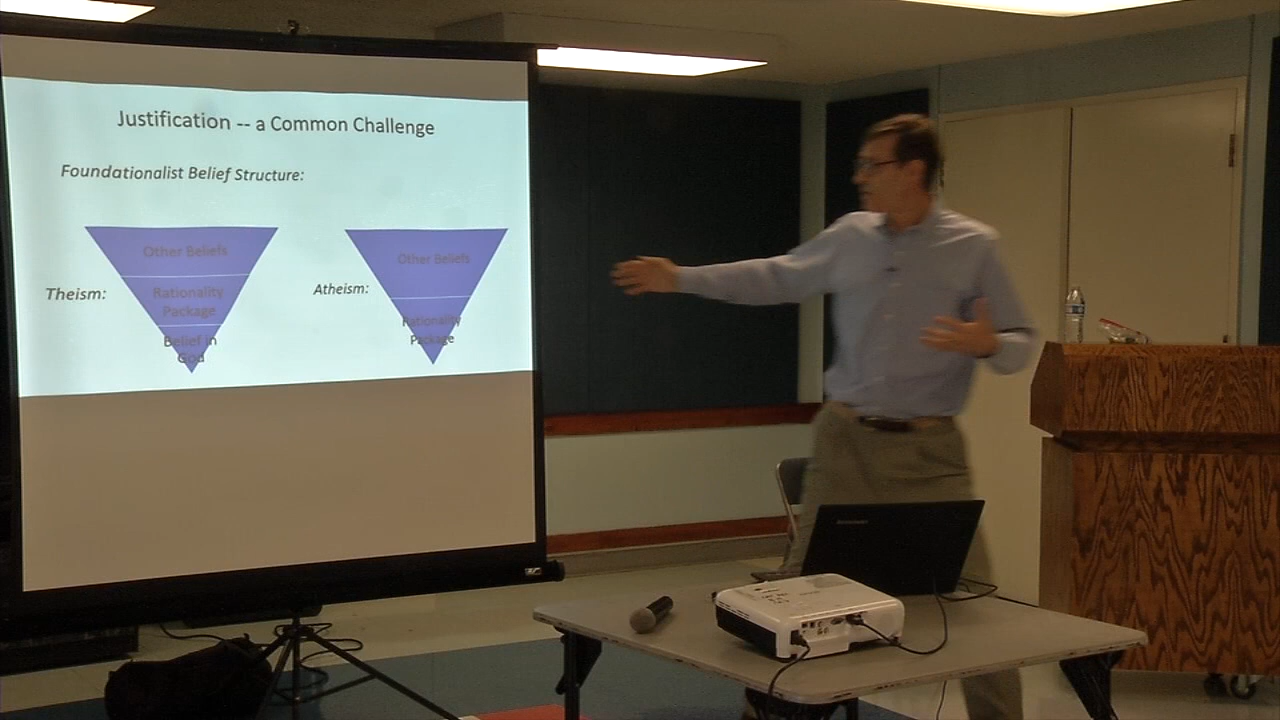 Justification -- a Common Challenge
Foundationalist Belief Structure:
Theism:
Other Beliefs
Rationality
Package
Belief in
God
Atheism:
Other Beliefs
Rationality
Package